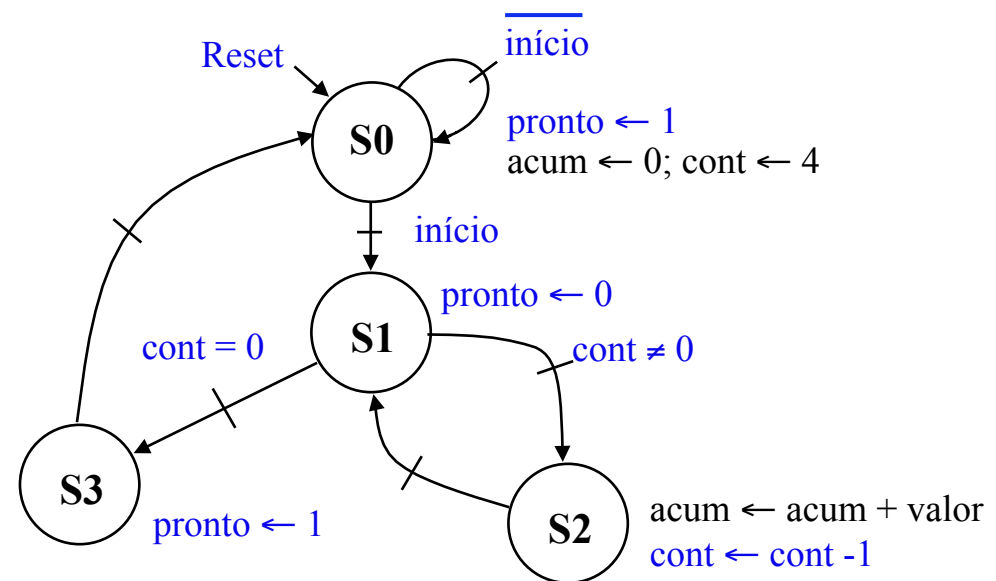 início
Reset
S0
pronto ← 1
acum ← 0; cont ← 4
início
pronto ← 0
S1
cont = 0
cont ≠ 0
S3
pronto ← 1
S2
acum ← acum + valor
cont ← cont -1